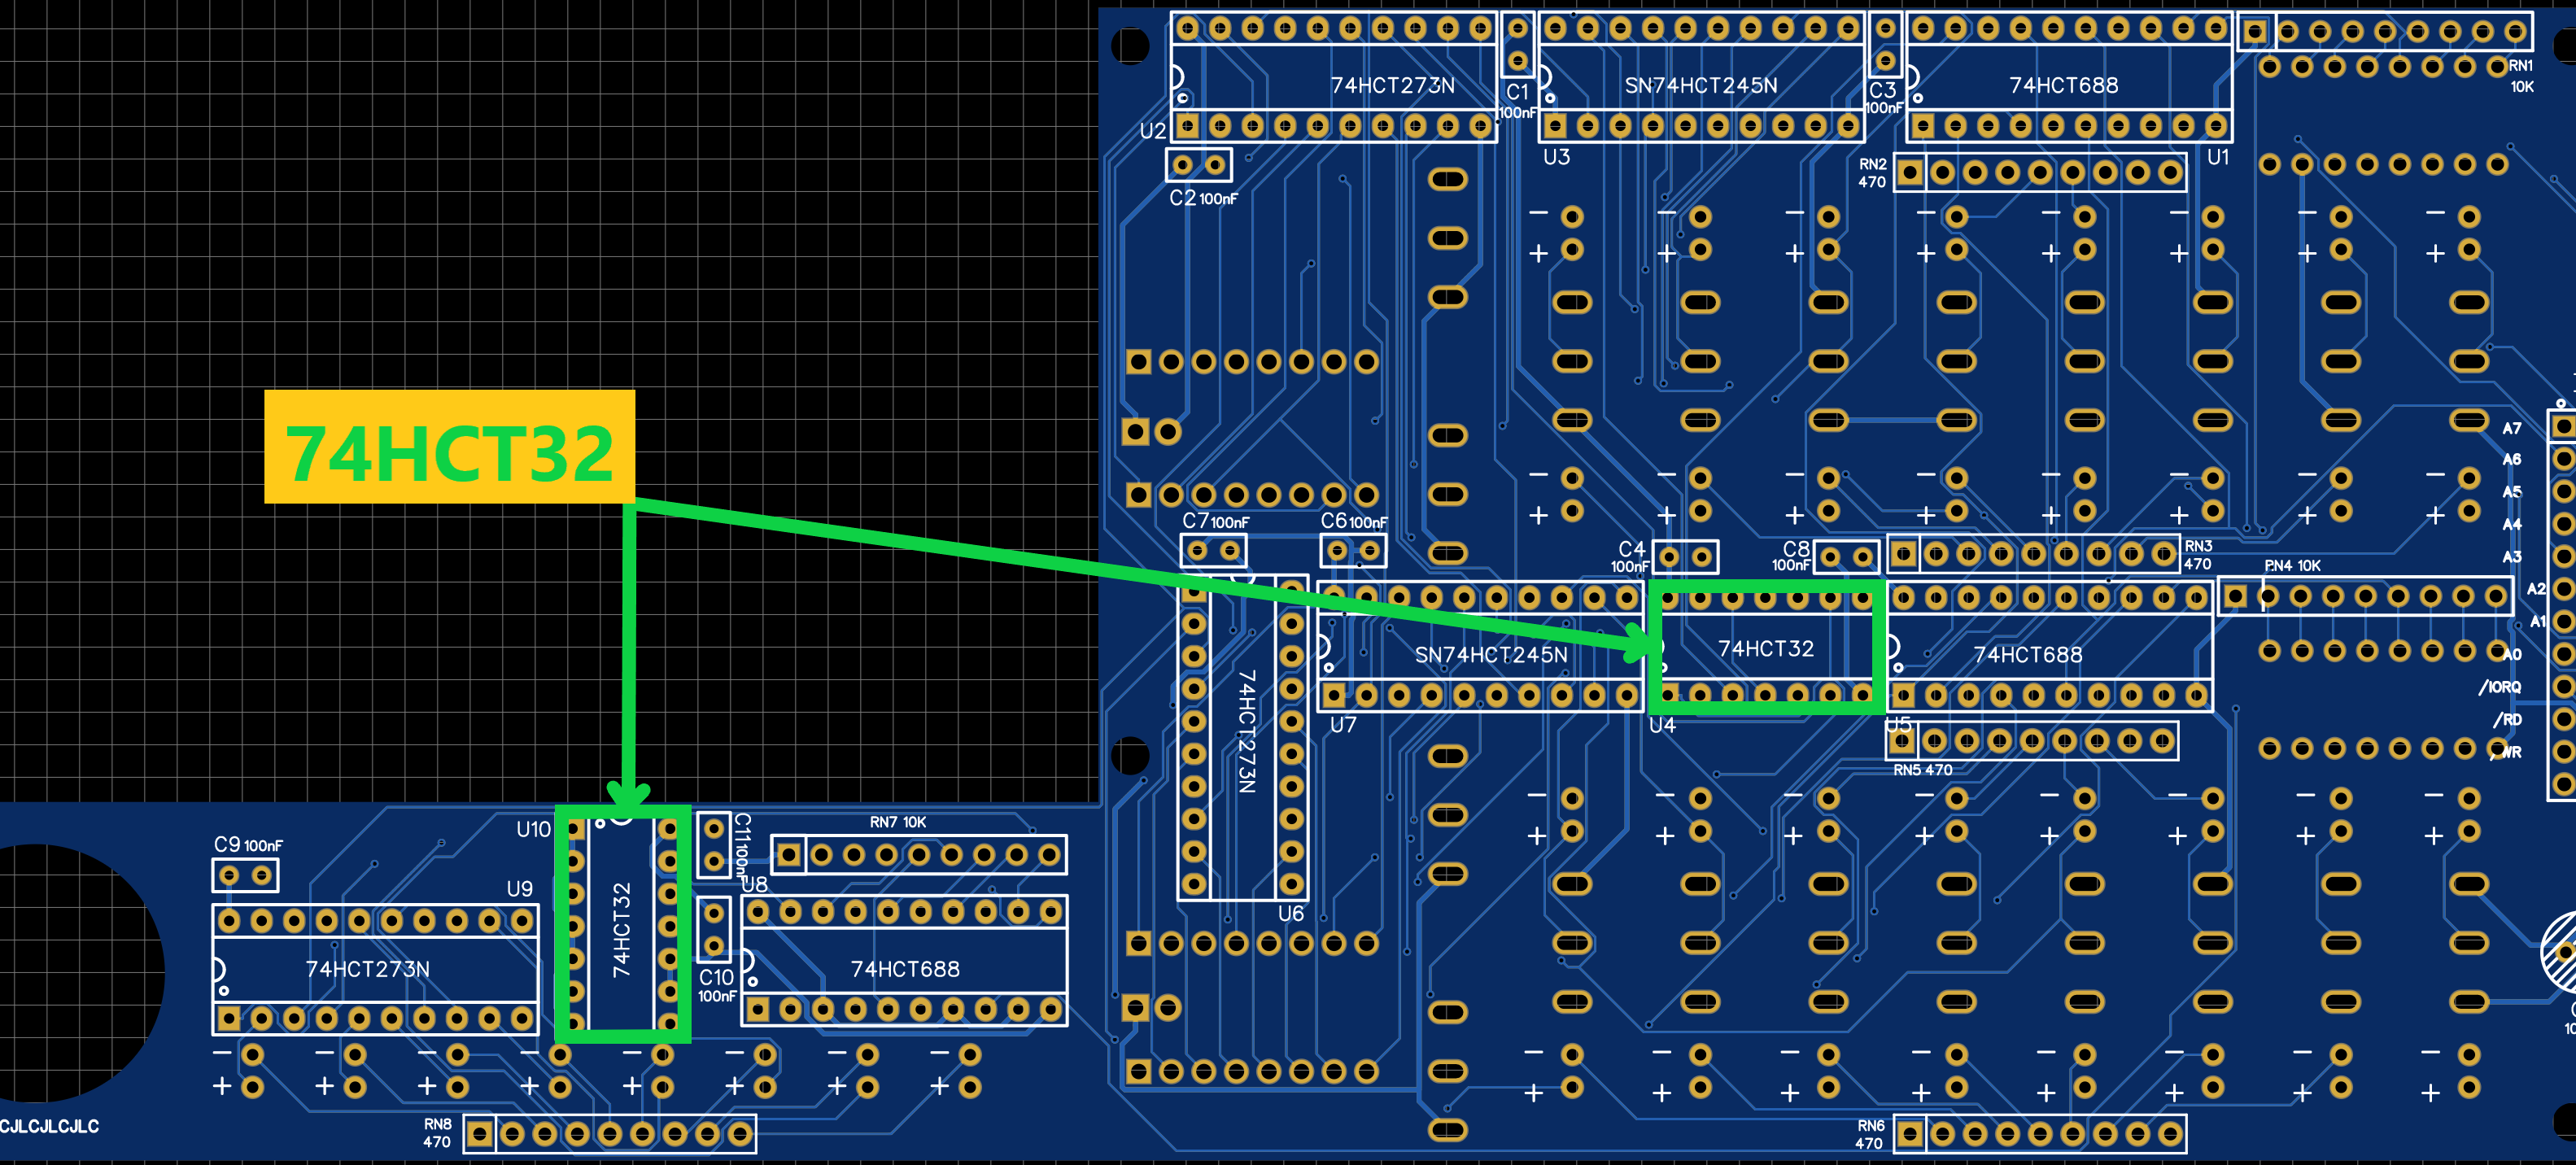 74HCT273N
U2
C2 100nF
C1
100nF
SN74HCT245N
U3
C3
100nF
74HCT688
U1
RN1
10K
RN2
470
74HCT32
A7
A6
A5
A4
A3
A2
A1
A0
/IORQ
/RD
/WR
C7 100nF
C6 100nF
C4
100nF
C8
100nF
RN3
470
RN4 10K
SN74HCT245N
U7
74HCT32
U4
74HCT688
U5
RN5 470
74HCT273N
U6
U10
74HCT32
C11 100nF
RN7 10K
C9 100nF
U9
U8
74HCT273N
C10
100nF
74HCT688
RN8
470
RN6
470
CJLCJLCJLC